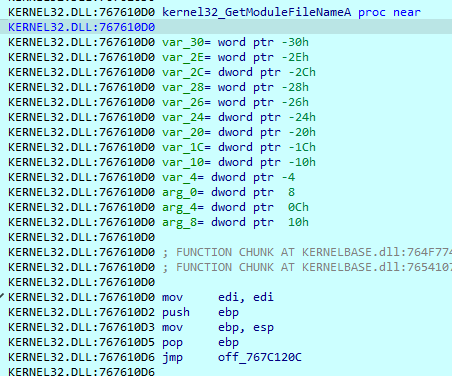 KERNEL32.DLL:767610D0 kernel32_GetModuleFileNameA proc near
KERNEL32.DLL:767610D0
KERNEL32.DLL:767610D0 var_30= word ptr -30h
KERNEL32.DLL:767610D0 var_2E= word ptr -2Eh
KERNEL32.DLL:767610D0 var_2C= dword ptr -2Ch
KERNEL32.DLL:767610D0 var_28= word ptr -28h
KERNEL32.DLL:767610D0 var_26= word ptr -26h
KERNEL32.DLL:767610D0 var_24= dword ptr -24h
KERNEL32.DLL:767610D0 var_20= dword ptr -20h
KERNEL32.DLL:767610D0 var_1C= dword ptr -1Ch
KERNEL32.DLL:767610D0 var_10= dword ptr -10h
KERNEL32.DLL:767610D0 var_4= dword ptr -4
KERNEL32.DLL:767610D0 arg_0= dword ptr 8
KERNEL32.DLL:767610D0 arg_4= dword ptr 0Ch
KERNEL32.DLL:767610D0 arg_8= dword ptr 10h
KERNEL32.DLL:767610D0
KERNEL32.DLL:767610D0 ; FUNCTION CHUNK AT KERNELBASE.dll:764F774
KERNEL32.DLL:767610D0 ; FUNCTION CHUNK AT KERNELBASE.dll:7654107
KERNEL32.DLL:767610D0
KERNEL32.DLL:767610D0 mov edi, edi
KERNEL32.DLL:767610D2 push ebp
KERNEL32.DLL:767610D3 mov ebp, esp
KERNEL32.DLL:767610D5 pop ebp
KERNEL32.DLL:767610D6 jmp off_767C120C
KERNEL32.DLL:767610D6